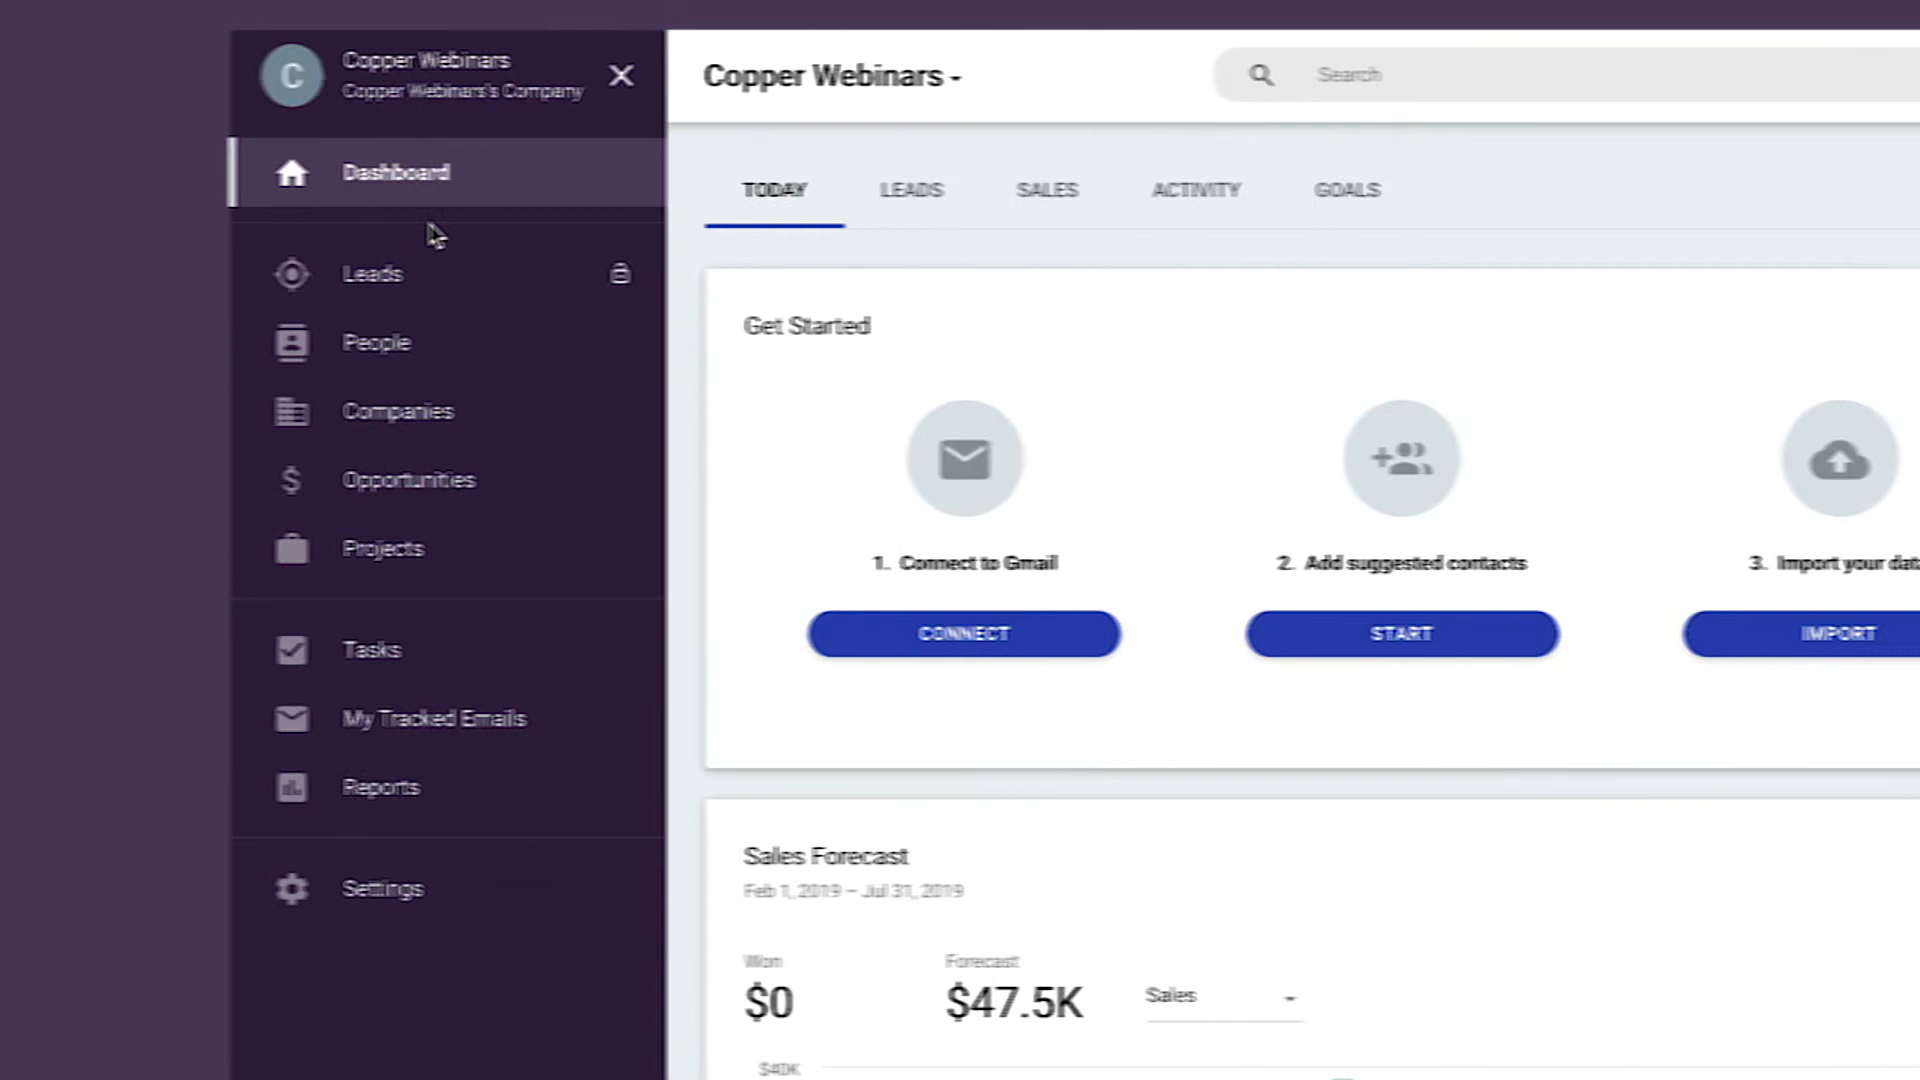 C
Copper Webinars
Copper Webinars's Company
Dashboard
Leads
People
Companies
Opportunities
Projects
Tasks
My Tracked Emails
Reports
Settings
Copper Webinars
Search
TODAY LEADS SALES ACTIVITY GOALS
Get Started
1. Connect to Gmail
CONNECT
2. Add suggested contacts
START
3. Import your dat
IMPORT
Sales Forecast
Feb 1, 2019 – Jul 31, 2019
Won
$0
Forecast
$47.5K
Sales
$40K